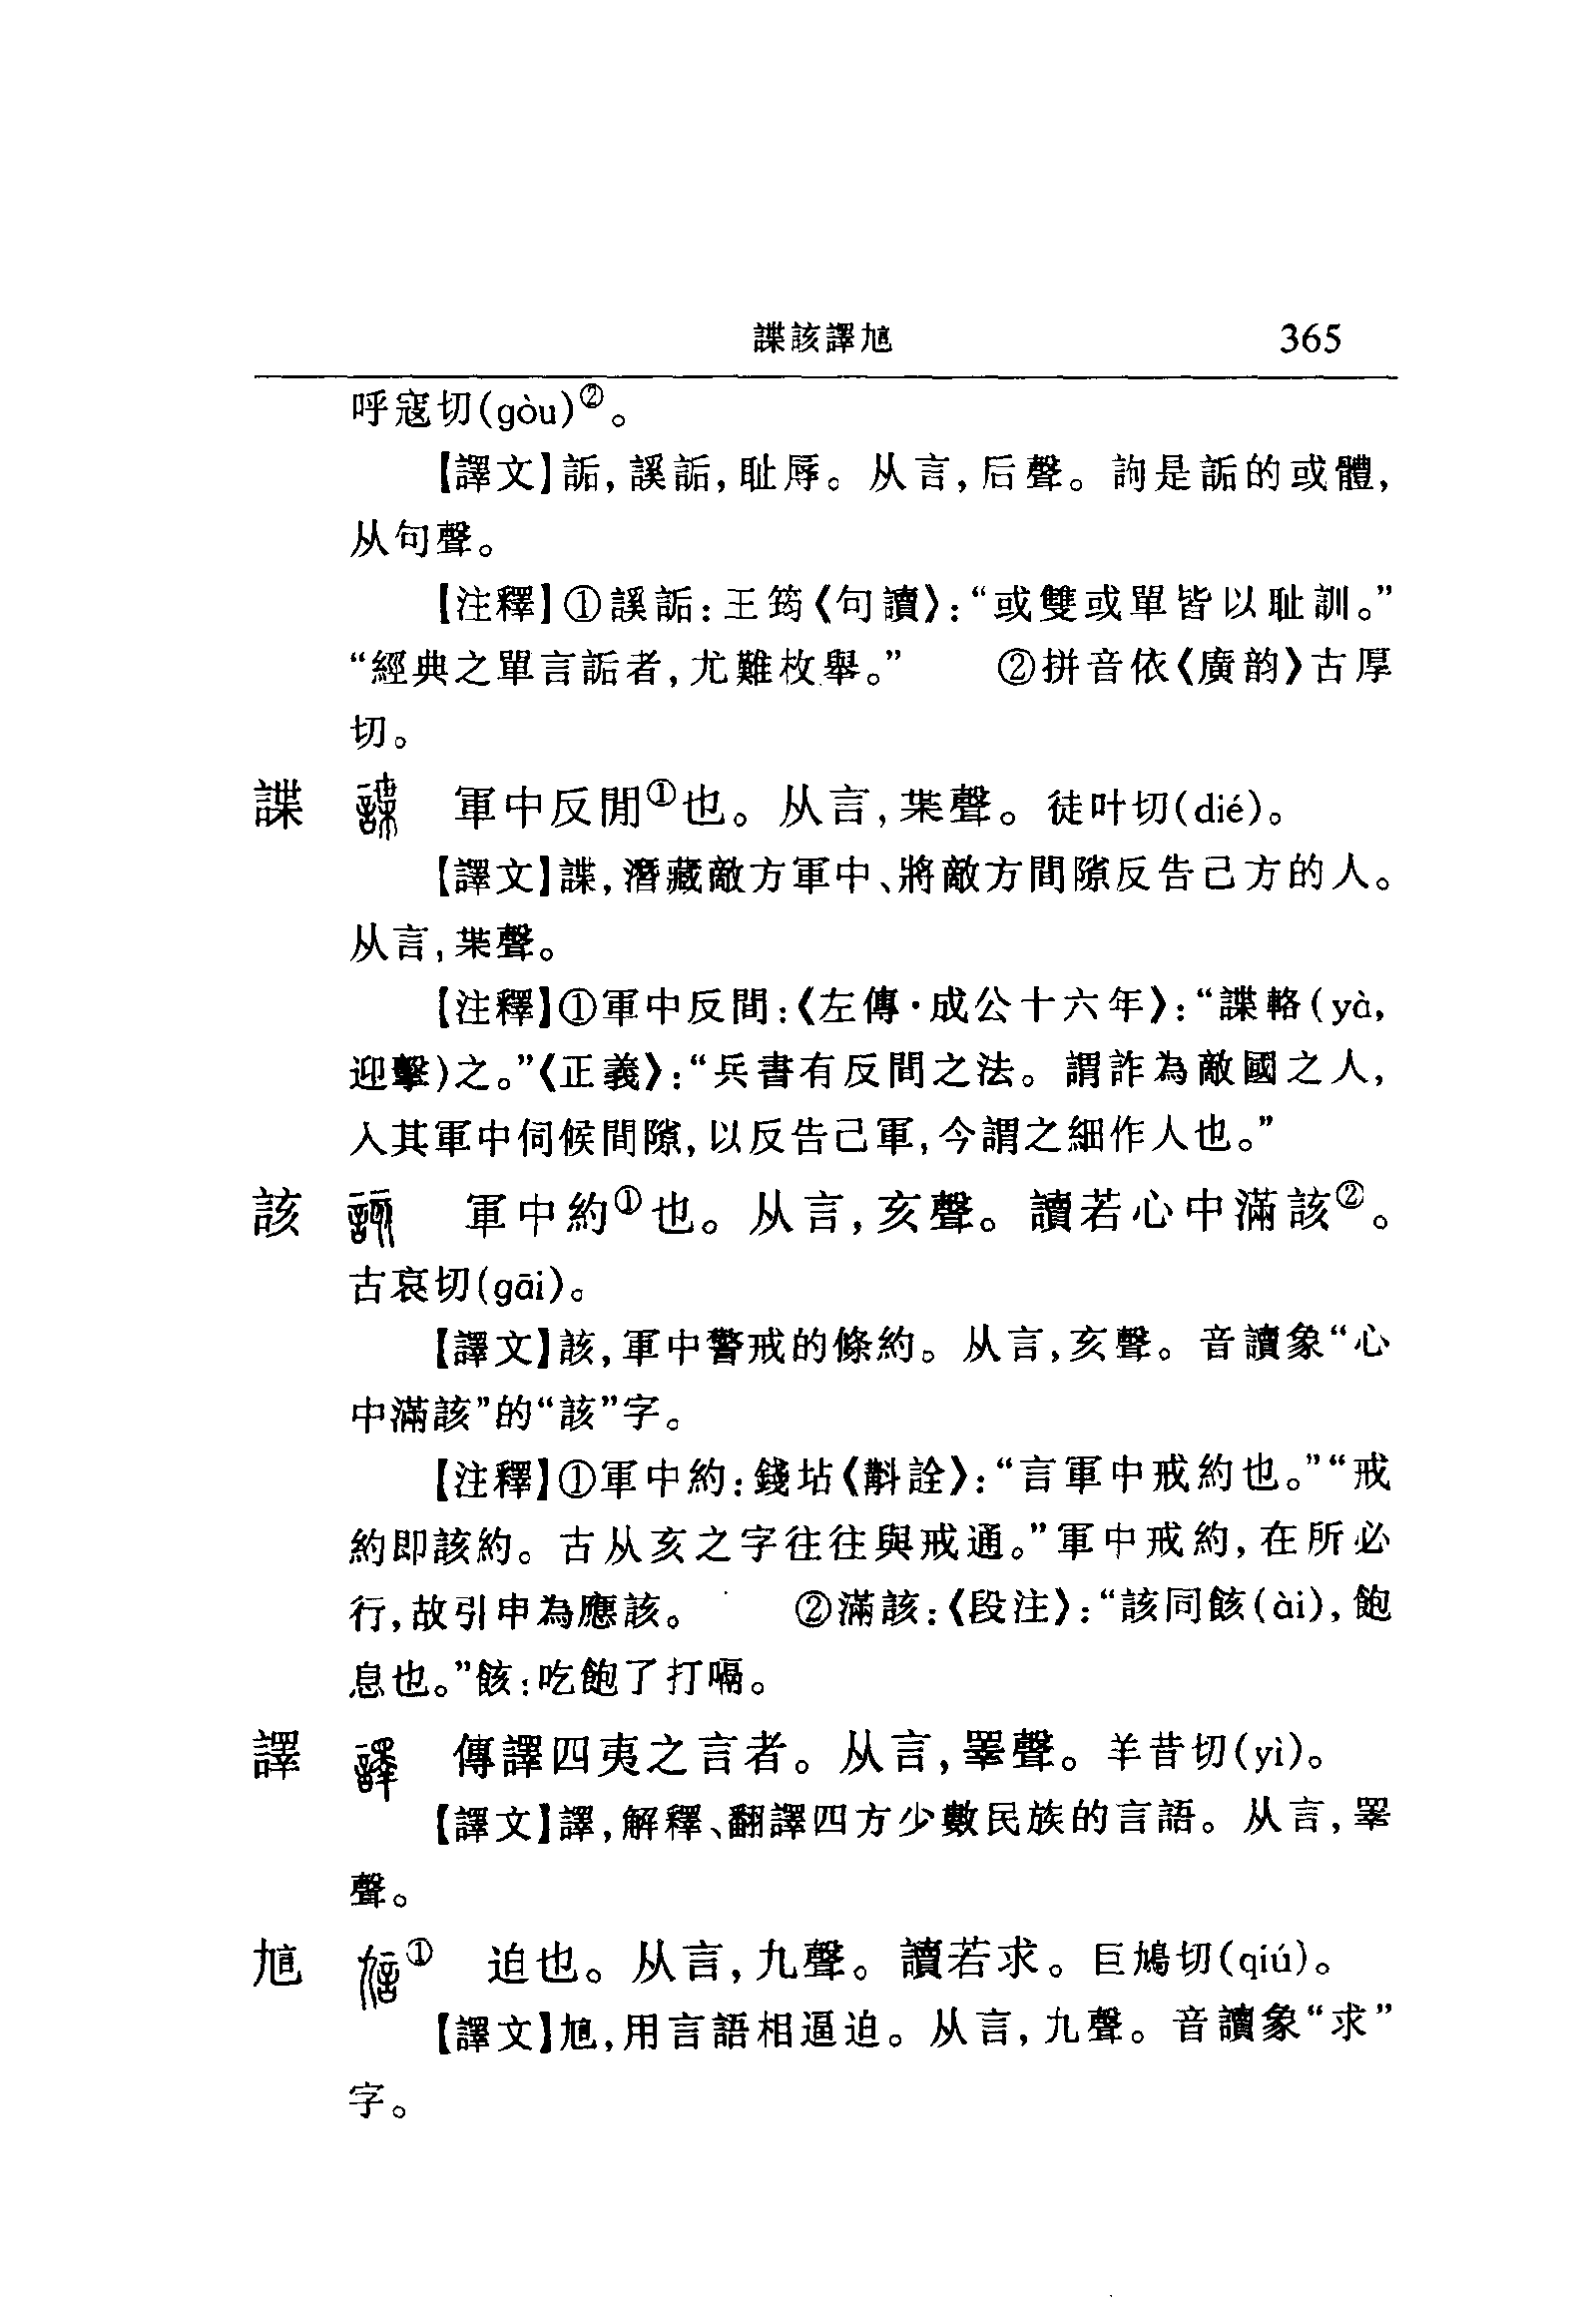 諜該譯訄 365
呼寇切(gòu)②。
【譯文】詬,謑詬,耻辱。从言,后聲。訽是詬的或體,
从句聲。
【注釋】①謑詬:王筠《句讀》:“或雙或單皆以耻訓。”
“經典之單言詬者,尤難枚舉。” ②拼音依《廣韵》古厚
切。
諜 軍中反閒①也。从言,枼聲。徒叶切(dié)。
【譯文】諜,潛藏敵方軍中、將敵方間隙反告己方的人。
从言,枼聲。
【注釋】①軍中反間:《左傳·成公十六年》:“諜輅(yà,
迎擊)之。”《正義》:“兵書有反間之法。謂詐為敵國之人,
入其軍中伺候間隙,以反告己軍,今謂之細作人也。”
該 軍中約①也。从言,亥聲。讀若心中滿該②。
古哀切(gāi)。
【譯文】該,軍中警戒的條約。从言,亥聲。音讀象“心
中滿該”的“該”字。
【注釋】①軍中約:錢坫《斠詮》:“言軍中戒約也。”“戒
約即該約。古从亥之字往往與戒通。”軍中戒約,在所必
行,故引申為應該。 ②滿該:《段注》:“該同餩(ài),飽
息也。”餩:吃飽了打嗝。
譯 傳譯四夷之言者。从言,睪聲。羊昔切(yì)。
【譯文】譯,解釋、翻譯四方少數民族的言語。从言,睪
聲。
訄 ① 迫也。从言,九聲。讀若求。巨鳩切(qiú)。
【譯文】訄,用言語相逼迫。从言,九聲。音讀象“求”
字。